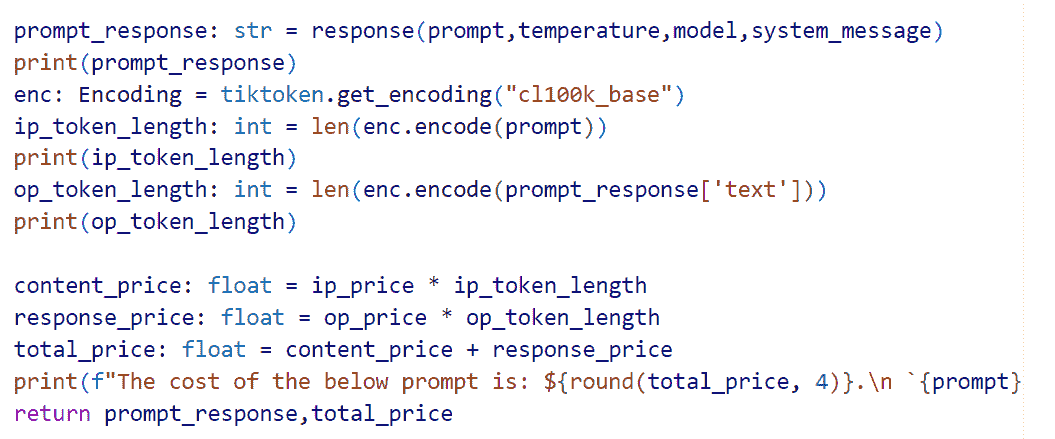 prompt_response: str = response(prompt,temperature,model,system_message)
print(prompt_response)
enc: Encoding = tiktoken.get_encoding("cl100k_base")
ip_token_length: int = len(enc.encode(prompt))
print(ip_token_length)
op_token_length: int = len(enc.encode(prompt_response['text']))
print(op_token_length)
content_price: float = ip_price * ip_token_length
response_price: float = op_price * op_token_length
total_price: float = content_price + response_price
print(f"The cost of the below prompt is: ${round(total_price, 4)}.\n `{prompt}
return prompt_response,total_price